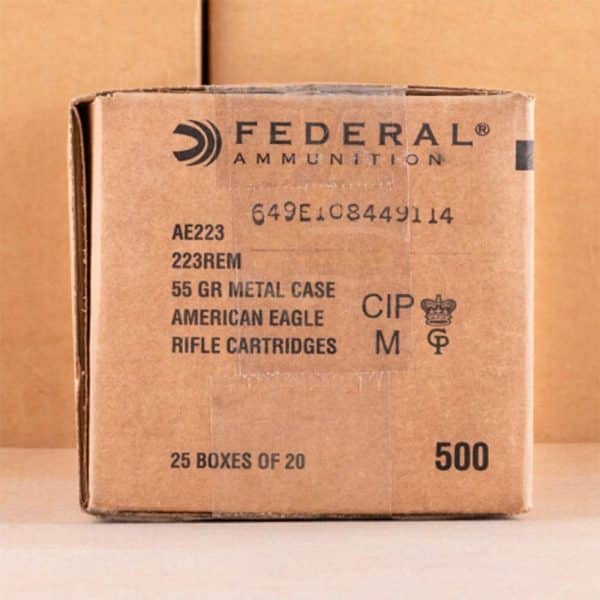 FEDERAL®
AMMUNITION
649E108449114
AE223
223REM
55 GR METAL CASE
AMERICAN EAGLE
RIFLE CARTRIDGES
CIP
M
GP
25 BOXES OF 20
500